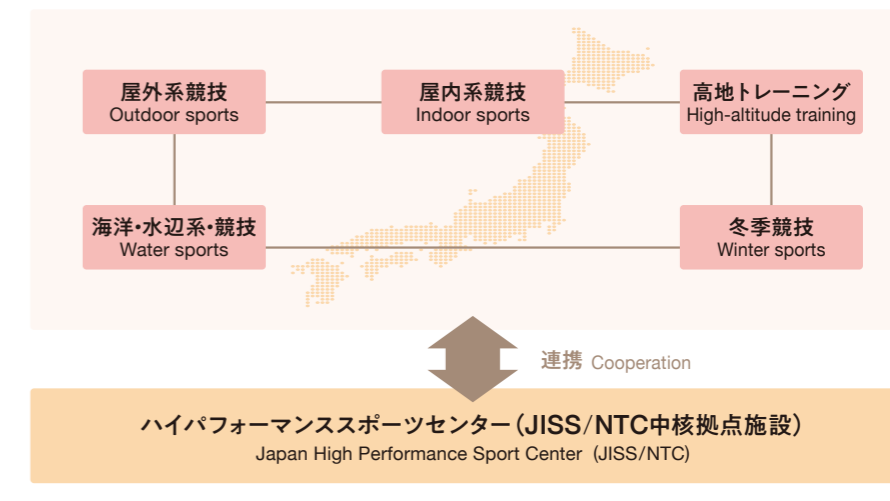 屋外系競技
Outdoor sports
屋内系競技
Indoor sports
高地トレーニング
High-altitude training
海洋・水辺系・競技
Water sports
冬季競技
Winter sports
連携 Cooperation
ハイパフォーマンススポーツセンター（JISS/NTC中核拠点施設）
Japan High Performance Sport Center (JISS/NTC)